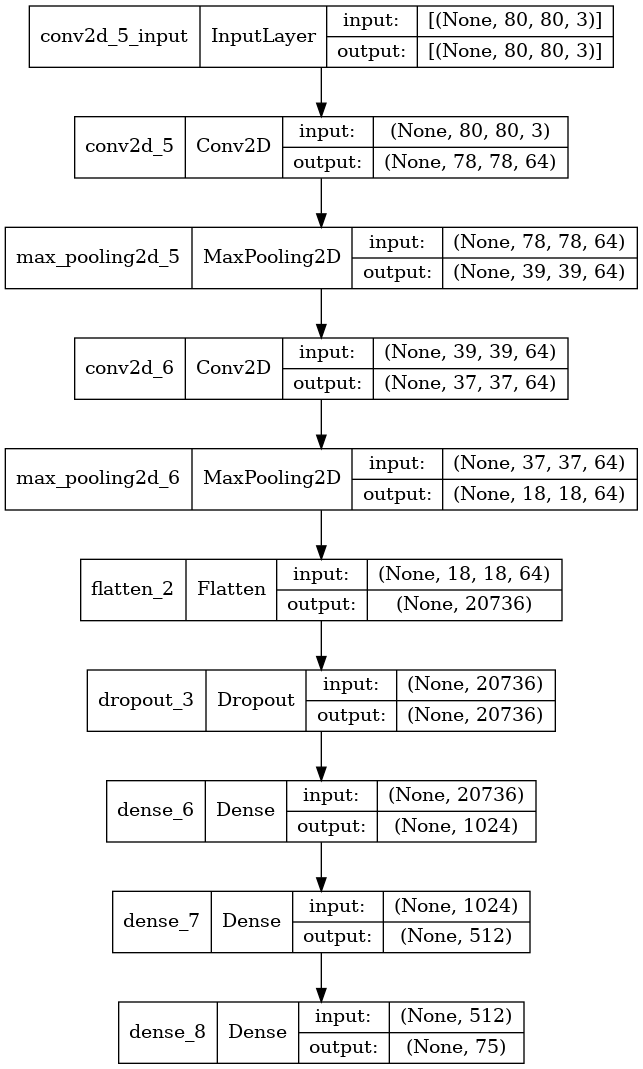 conv2d_5_input InputLayer input: [(None, 80, 80, 3)]
output: [(None, 80, 80, 3)]
conv2d_5 Conv2D input: (None, 80, 80, 3)
output: (None, 78, 78, 64)
max_pooling2d_5 MaxPooling2D input: (None, 78, 78, 64)
output: (None, 39, 39, 64)
conv2d_6 Conv2D input: (None, 39, 39, 64)
output: (None, 37, 37, 64)
max_pooling2d_6 MaxPooling2D input: (None, 37, 37, 64)
output: (None, 18, 18, 64)
flatten_2 Flatten input: (None, 18, 18, 64)
output: (None, 20736)
dropout_3 Dropout input: (None, 20736)
output: (None, 20736)
dense_6 Dense input: (None, 20736)
output: (None, 1024)
dense_7 Dense input: (None, 1024)
output: (None, 512)
dense_8 Dense input: (None, 512)
output: (None, 75)